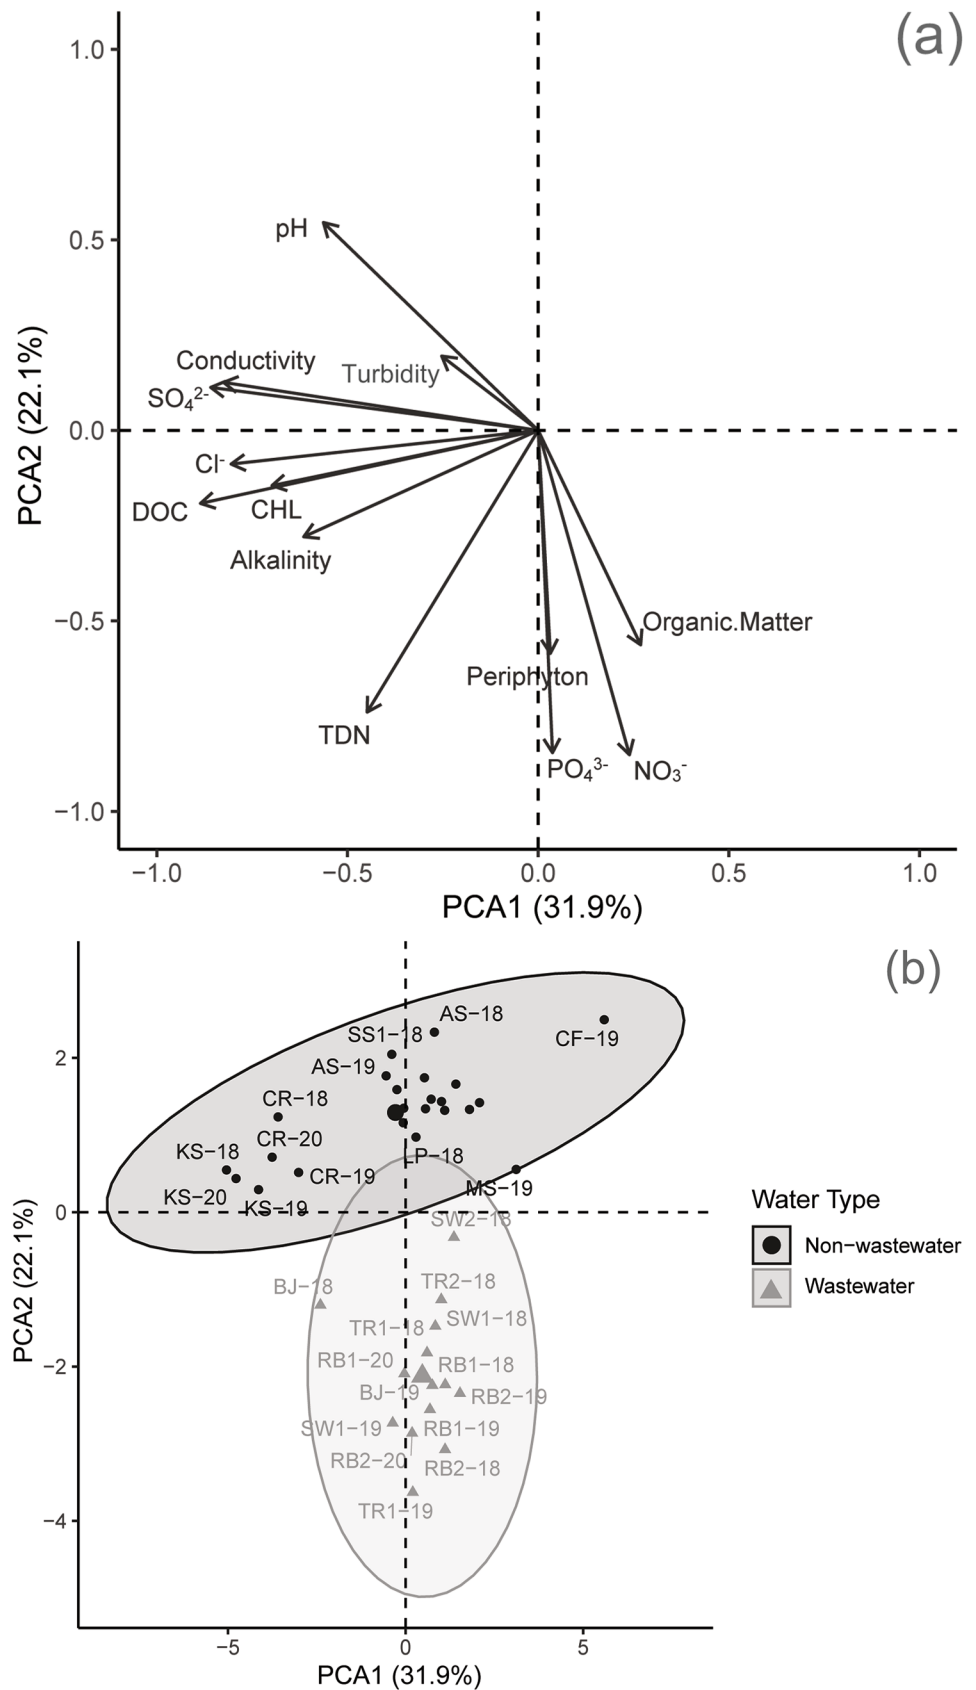 (a)
1.0
0.5
0.0
−0.5
−1.0
PCA2 (22.1%)
pH
Conductivity
Turbidity
SO₄²⁻
Cl⁻
DOC
CHL
Alkalinity
Organic.Matter
Periphyton
TDN
PO₄³⁻
NO₃⁻
−1.0
−0.5
0.0
0.5
1.0
PCA1 (31.9%)
(b)
2
0
−2
−4
PCA2 (22.1%)
AS−18
SS1−18
CF−19
AS−19
CR−18
CR−20
KS−18
LP−18
CR−19
MS−19
KS−20
KS−19
SW2−18
BJ−18
TR2−18
SW1−18
TR1−18
RB1−20
RB1−18
BJ−19
RB2−19
SW1−19
RB1−19
RB2−20
RB2−18
TR1−19
−5
0
5
PCA1 (31.9%)
Water Type
Non−wastewater
Wastewater